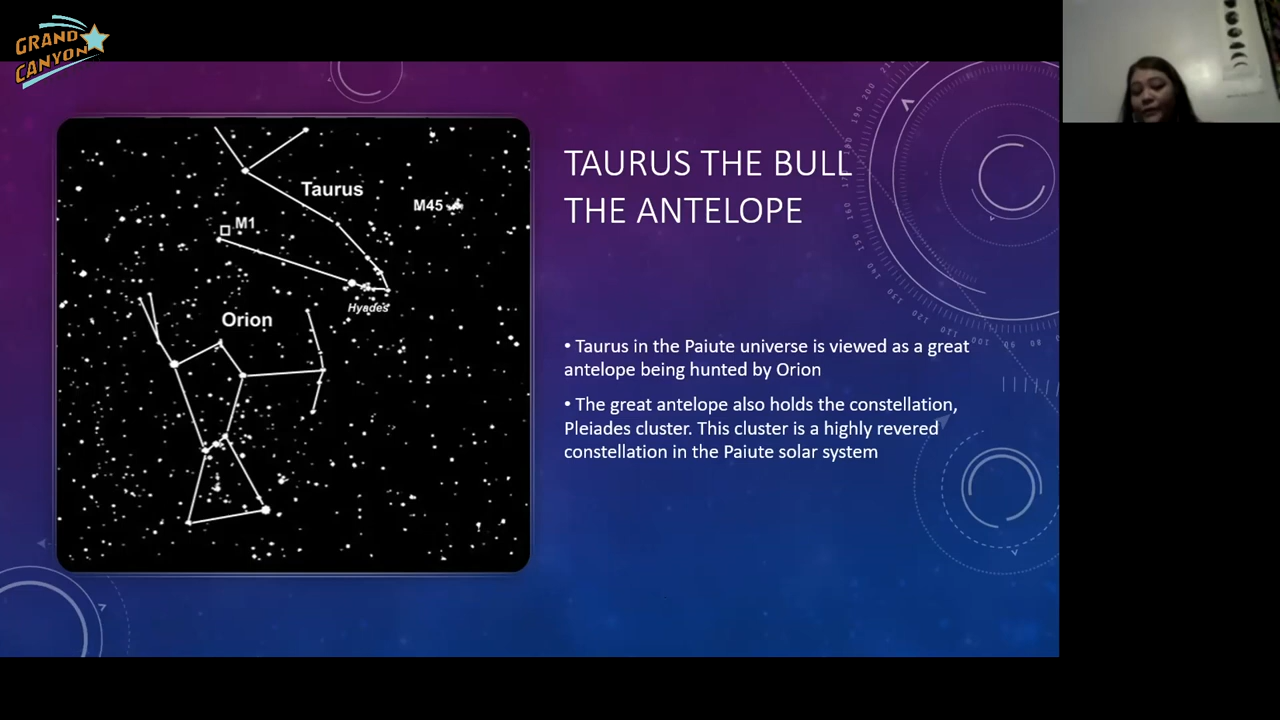 GRAND
CANYON
TAURUS THE BULL
THE ANTELOPE
Taurus
M45
M1
Hyades
Orion
• Taurus in the Paiute universe is viewed as a great
antelope being hunted by Orion
• The great antelope also holds the constellation,
Pleiades cluster. This cluster is a highly revered
constellation in the Paiute solar system